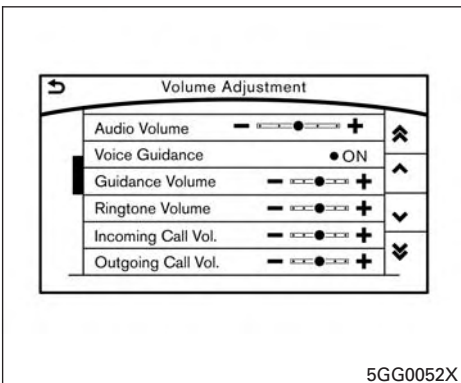 Volume Adjustment
Audio Volume
Voice Guidance ON
Guidance Volume
Ringtone Volume
Incoming Call Vol.
Outgoing Call Vol.
5GG0052X